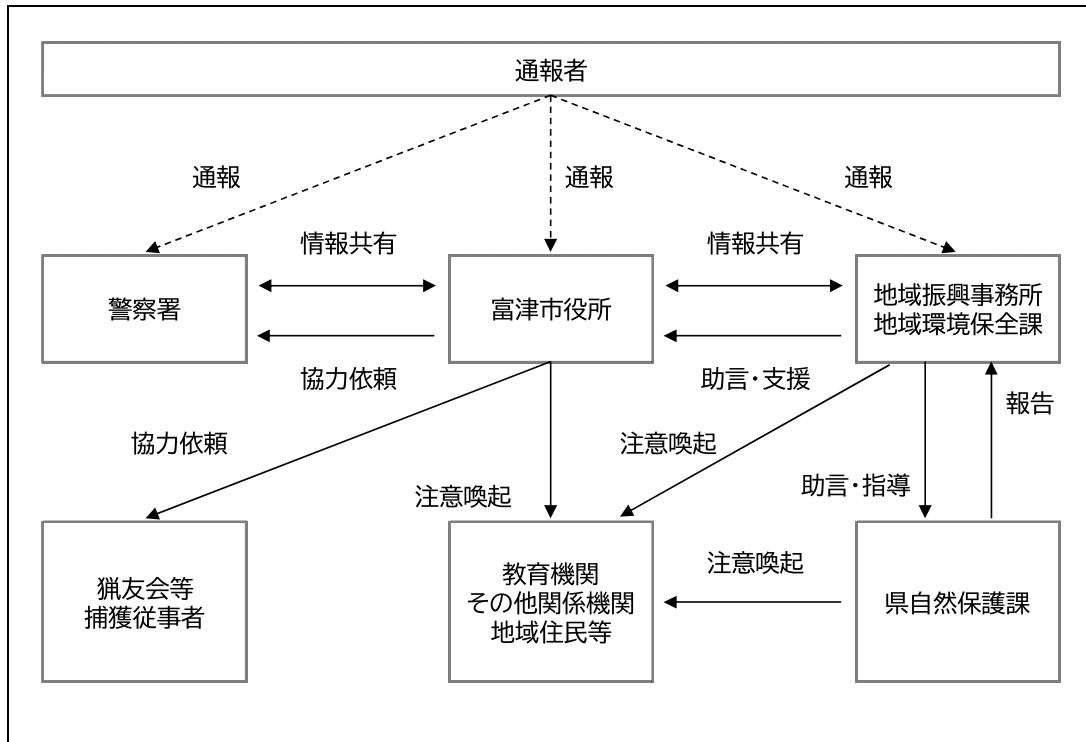 通報者
通報
通報
通報
情報共有
情報共有
警察署
富津市役所
地域振興事務所
地域環境保全課
協力依頼
助言・支援
報告
協力依頼
注意喚起
助言・指導
注意喚起
猟友会等
捕獲従事者
教育機関
その他関係機関
地域住民等
注意喚起
県自然保護課